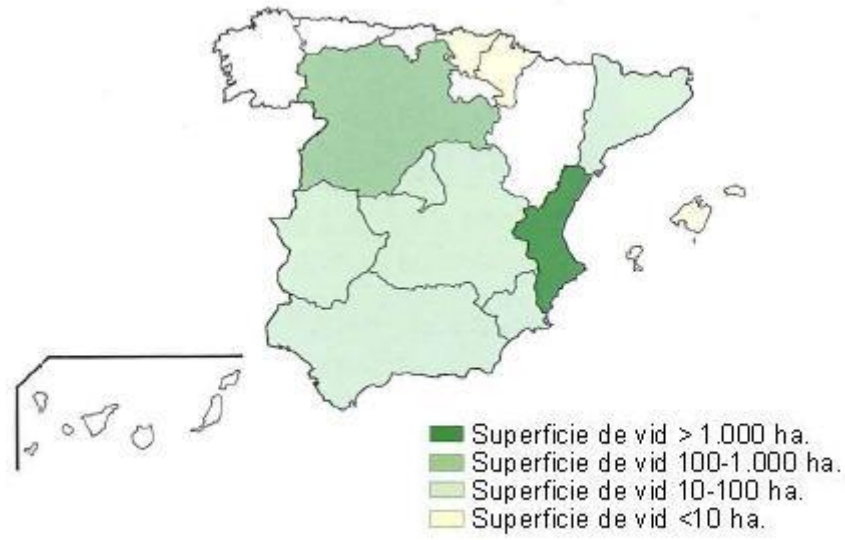 Superficie de vid > 1.000 ha.
Superficie de vid 100-1.000 ha.
Superficie de vid 10-100 ha.
Superficie de vid <10 ha.